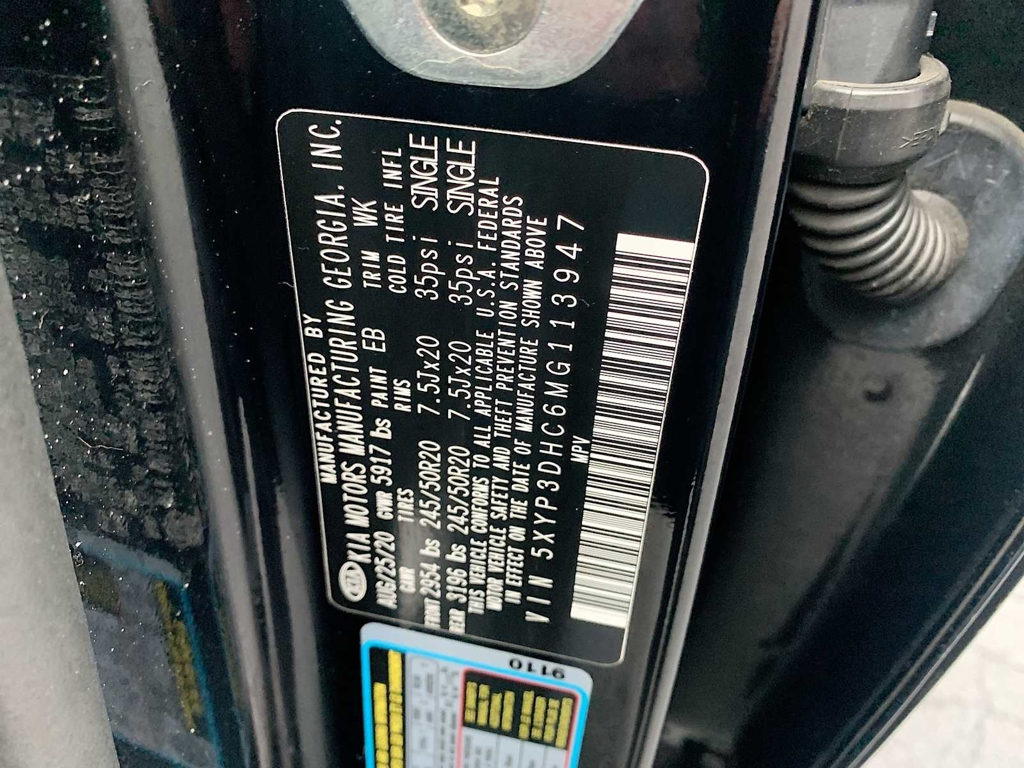 MANUFACTURED BY
KIA KIA MOTORS MANUFACTURING GEORGIA, INC.
AUG/25/20 GVWR 5917 lbs PAINT EB TRIM WK
GAWR TIRES RIMS COLD TIRE INFL
FRONT 2954 lbs 245/50R20 7.5Jx20 35psi SINGLE
REAR 3196 lbs 245/50R20 7.5Jx20 35psi SINGLE
THIS VEHICLE CONFORMS TO ALL APPLICABLE U.S.A. FEDERAL
MOTOR VEHICLE SAFETY AND THEFT PREVENTION STANDARDS
IN EFFECT ON THE DATE OF MANUFACTURE SHOWN ABOVE
VIN 5XYP3DHC6MG113947
MPV
9110